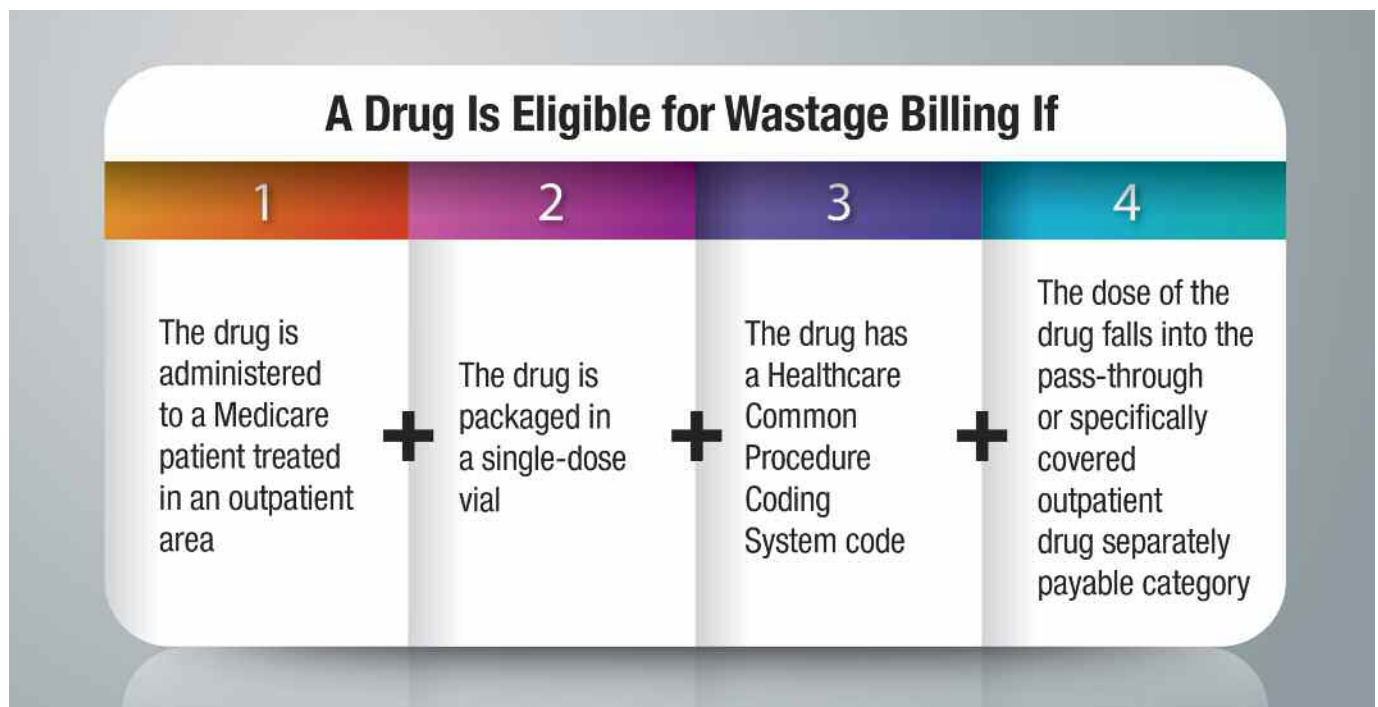 A Drug Is Eligible for Wastage Billing If
1
2
3
4
The drug is
administered
to a Medicare
patient treated
in an outpatient
area
+
The drug is
packaged in
a single-dose
vial
+
The drug has
a Healthcare
Common
Procedure
Coding
System code
+
The dose of the
drug falls into the
pass-through
or specifically
covered
outpatient
drug separately
payable category